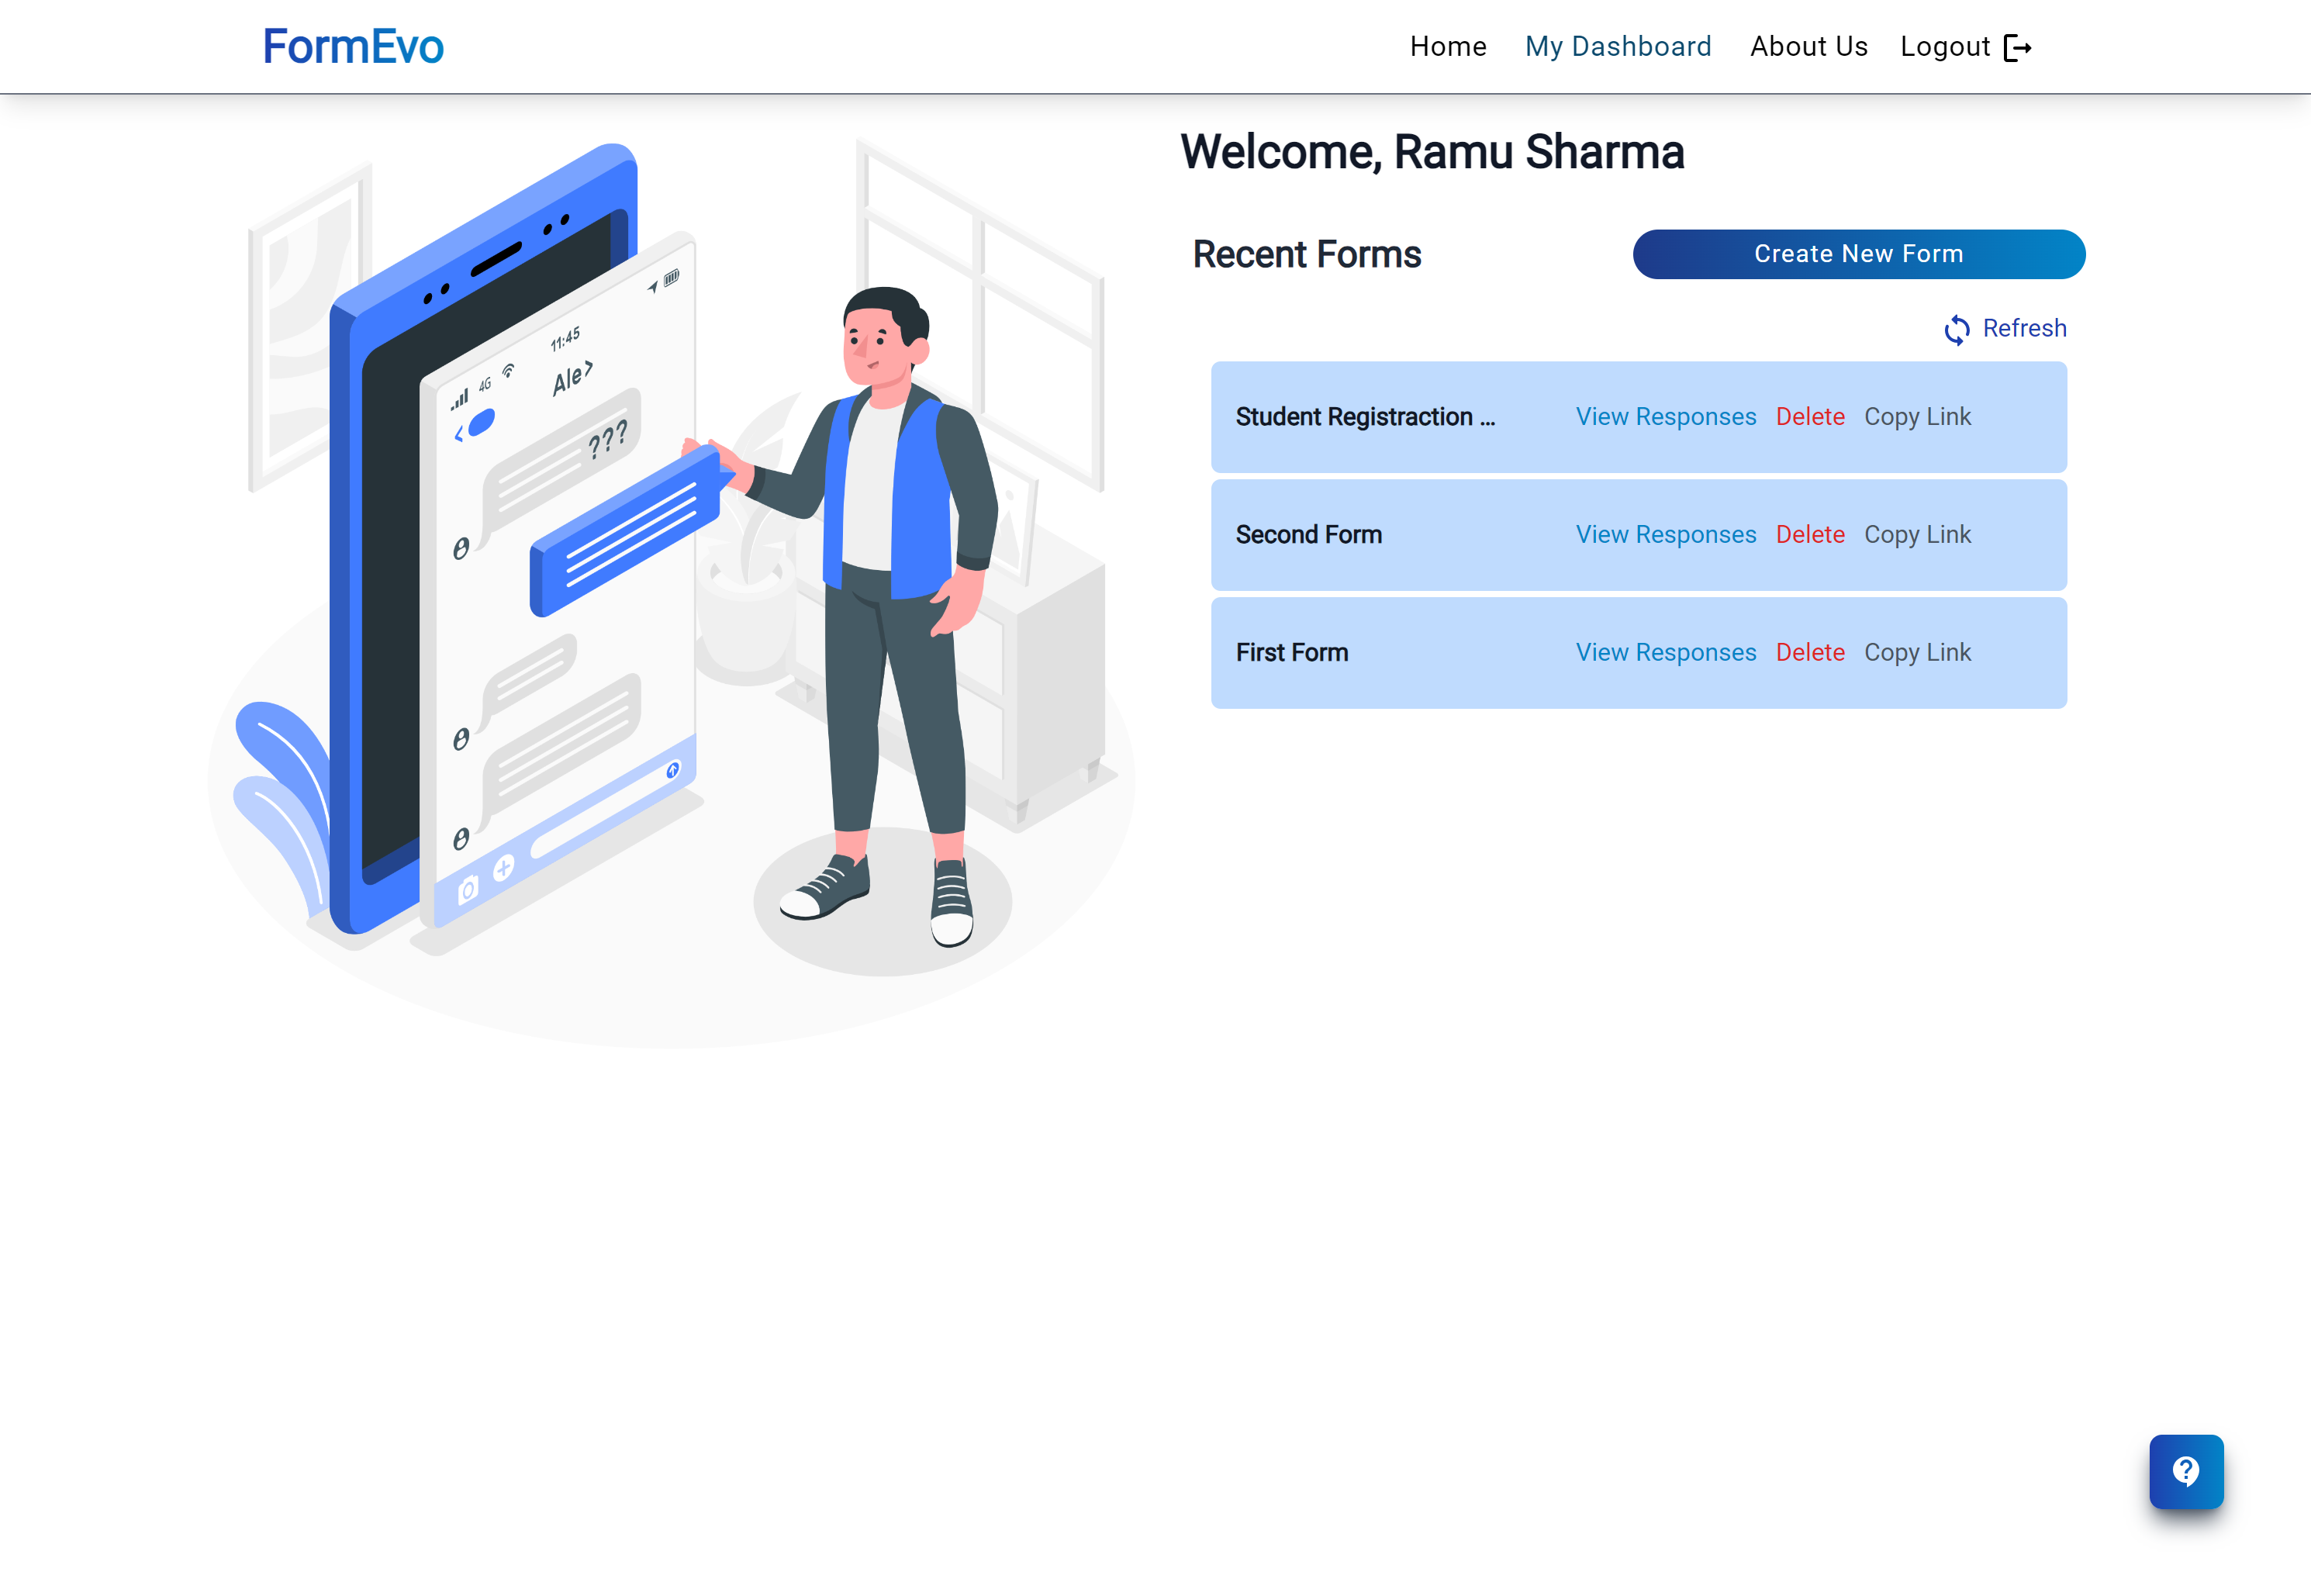 FormEvo
Home My Dashboard About Us Logout
Welcome, Ramu Sharma
Recent Forms
Create New Form
Refresh
Student Registraction ... View Responses Delete Copy Link
Second Form View Responses Delete Copy Link
First Form View Responses Delete Copy Link
11:45
4G
Ale>
???